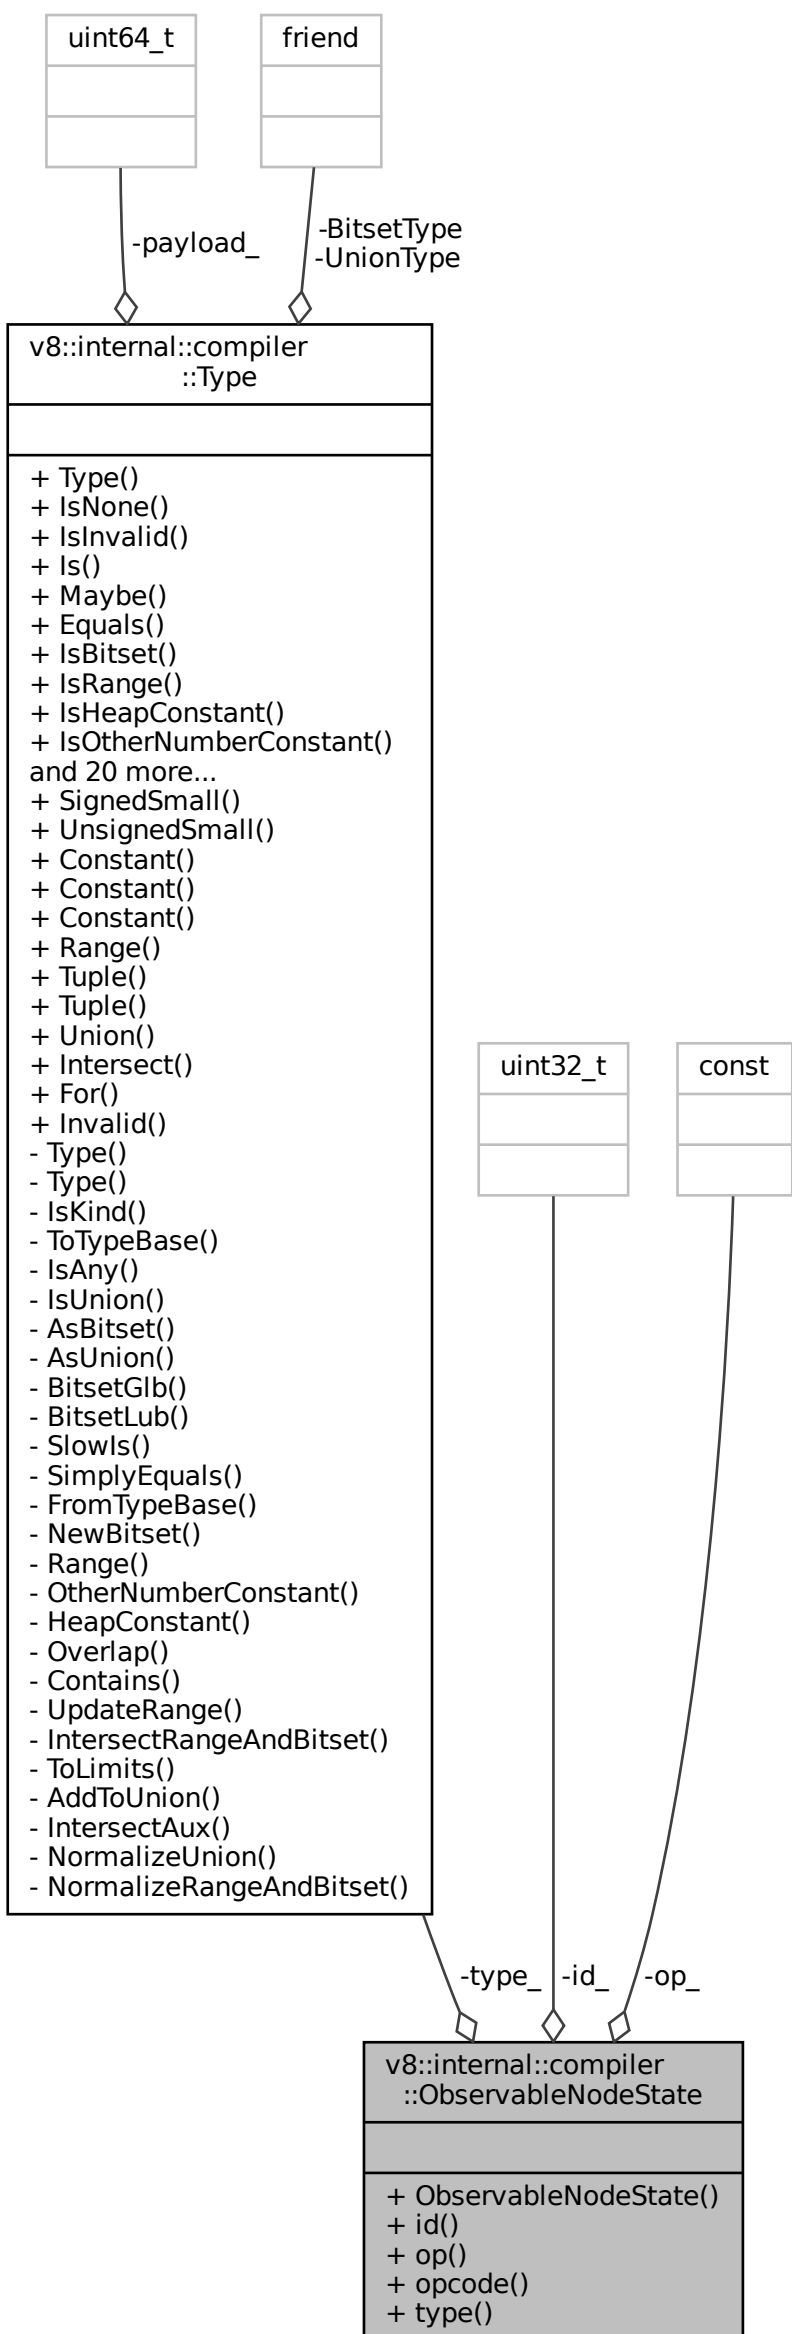 uint64_t
friend
-payload_
-BitsetType
-UnionType
v8::internal::compiler
::Type
+ Type()
+ IsNone()
+ IsInvalid()
+ Is()
+ Maybe()
+ Equals()
+ IsBitset()
+ IsRange()
+ IsHeapConstant()
+ IsOtherNumberConstant()
and 20 more...
+ SignedSmall()
+ UnsignedSmall()
+ Constant()
+ Constant()
+ Constant()
+ Range()
+ Tuple()
+ Tuple()
+ Union()
+ Intersect()
+ For()
+ Invalid()
- Type()
- Type()
- IsKind()
- ToTypeBase()
- IsAny()
- IsUnion()
- AsBitset()
- AsUnion()
- BitsetGlb()
- BitsetLub()
- SlowIs()
- SimplyEquals()
- FromTypeBase()
- NewBitset()
- Range()
- OtherNumberConstant()
- HeapConstant()
- Overlap()
- Contains()
- UpdateRange()
- IntersectRangeAndBitset()
- ToLimits()
- AddToUnion()
- IntersectAux()
- NormalizeUnion()
- NormalizeRangeAndBitset()
uint32_t
const
-type_
-id_
-op_
v8::internal::compiler
::ObservableNodeState
+ ObservableNodeState()
+ id()
+ op()
+ opcode()
+ type()